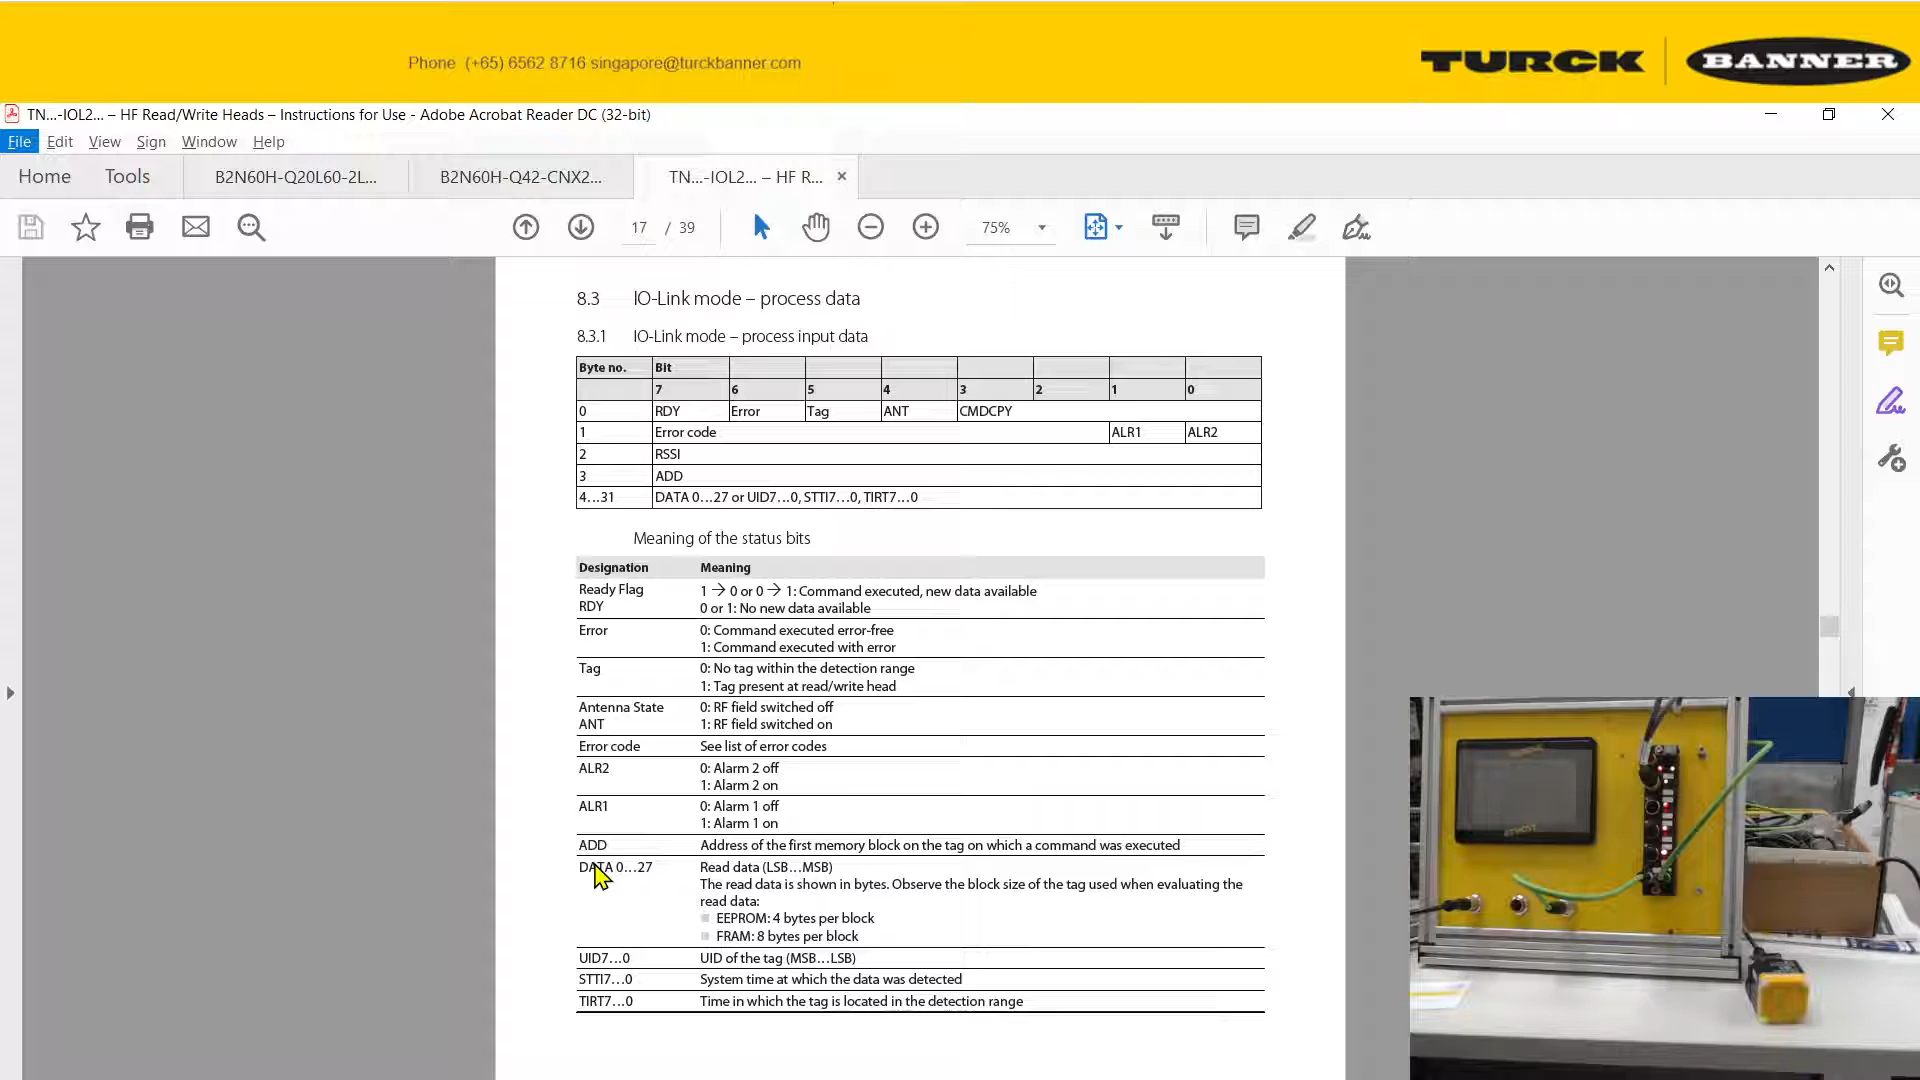 Phone (+65) 6562 8716 singapore@turckbanner.com
TURCK
BANNER
TN...-IOL2... – HF Read/Write Heads – Instructions for Use - Adobe Acrobat Reader DC (32-bit)
File Edit View Sign Window Help
Home Tools B2N60H-Q20L60-2L... B2N60H-Q42-CNX2... TN...-IOL2... – HF R...
17 / 39 75%
8.3 IO-Link mode – process data
8.3.1 IO-Link mode – process input data
Byte no. Bit
7 6 5 4 3 2 1 0
0 RDY Error Tag ANT CMDCPY
1 Error code ALR1 ALR2
2 RSSI
3 ADD
4…31 DATA 0…27 or UID7…0, STTI7…0, TIRT7…0
Meaning of the status bits
Designation Meaning
Ready Flag 1 → 0 or 0 → 1: Command executed, new data available
RDY 0 or 1: No new data available
Error 0: Command executed error-free
1: Command executed with error
Tag 0: No tag within the detection range
1: Tag present at read/write head
Antenna State 0: RF field switched off
ANT 1: RF field switched on
Error code See list of error codes
ALR2 0: Alarm 2 off
1: Alarm 2 on
ALR1 0: Alarm 1 off
1: Alarm 1 on
ADD Address of the first memory block on the tag on which a command was executed
DATA 0…27 Read data (LSB…MSB)
The read data is shown in bytes. Observe the block size of the tag used when evaluating the
read data:
EEPROM: 4 bytes per block
FRAM: 8 bytes per block
UID7…0 UID of the tag (MSB…LSB)
STTI7…0 System time at which the data was detected
TIRT7…0 Time in which the tag is located in the detection range